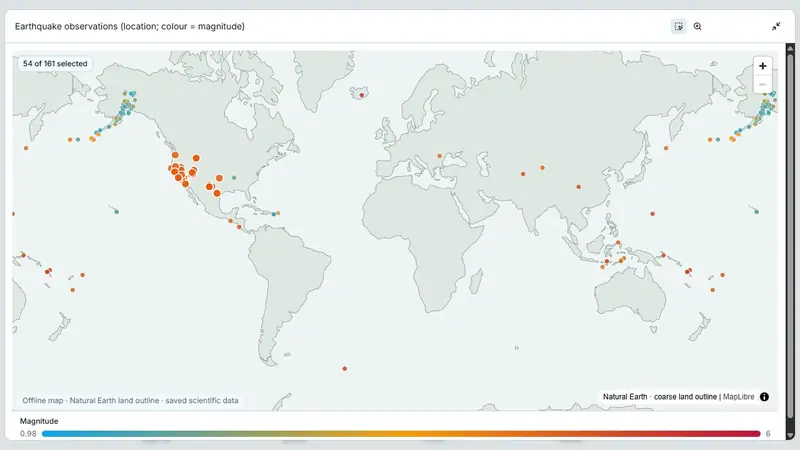 Earthquake observations (location; colour = magnitude)
54 of 161 selected
Offline map · Natural Earth land outline · saved scientific data
Natural Earth · coarse land outline | MapLibre
Magnitude
0.98
6